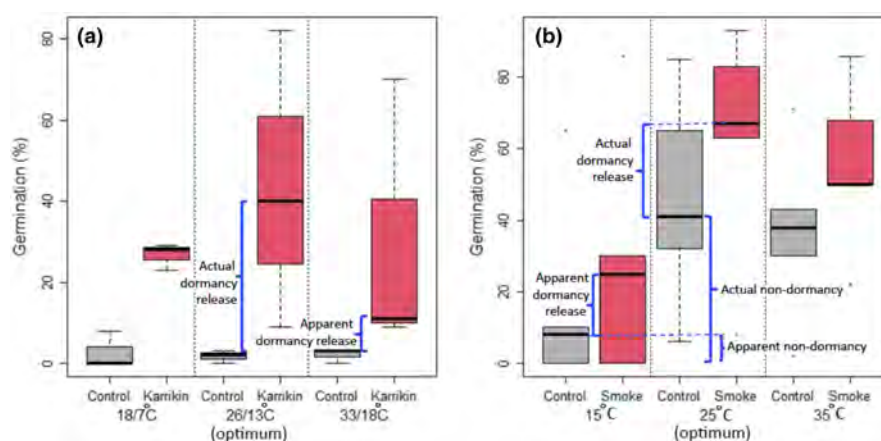 (a)
Germination (%)
80
60
40
20
0
Actual
dormancy
release
Apparent
dormancy release
Control Karrikin Control Karrikin Control Karrikin
18/7°C 26/13°C 33/18°C
(optimum)
(b)
Germination (%)
80
60
40
20
0
Actual
dormancy
release
Apparent
dormancy
release
Actual non-dormancy
Apparent non-dormancy
Control Smoke Control Smoke Control Smoke
15°C 25°C 35°C
(optimum)